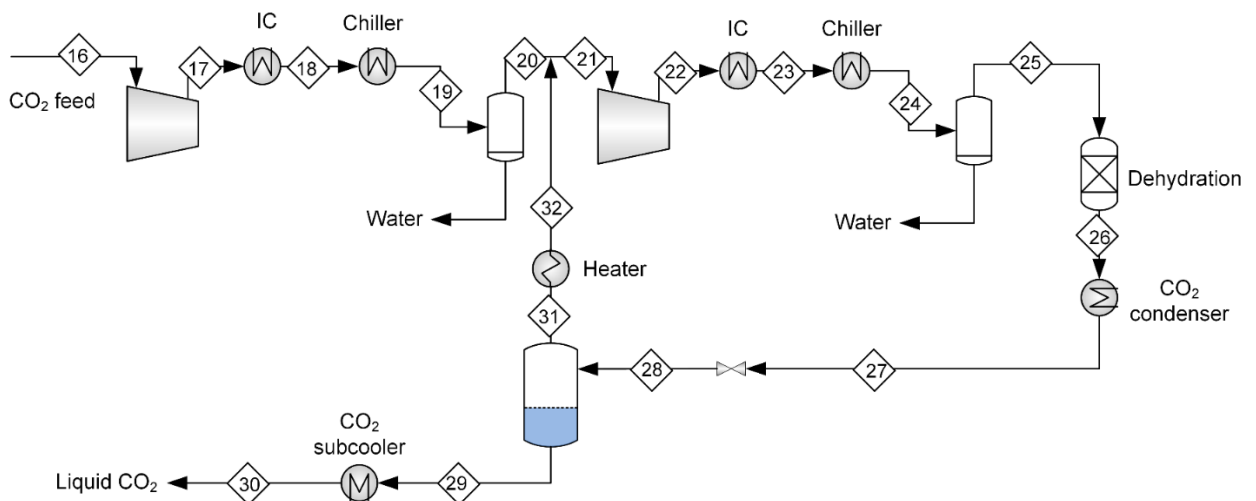 IC
Chiller
IC
Chiller
16
17
18
19
20
21
22
23
24
25
CO₂ feed
Dehydration
Water
32
Water
26
Heater
CO₂
condenser
31
28
27
CO₂
subcooler
Liquid CO₂
30
29